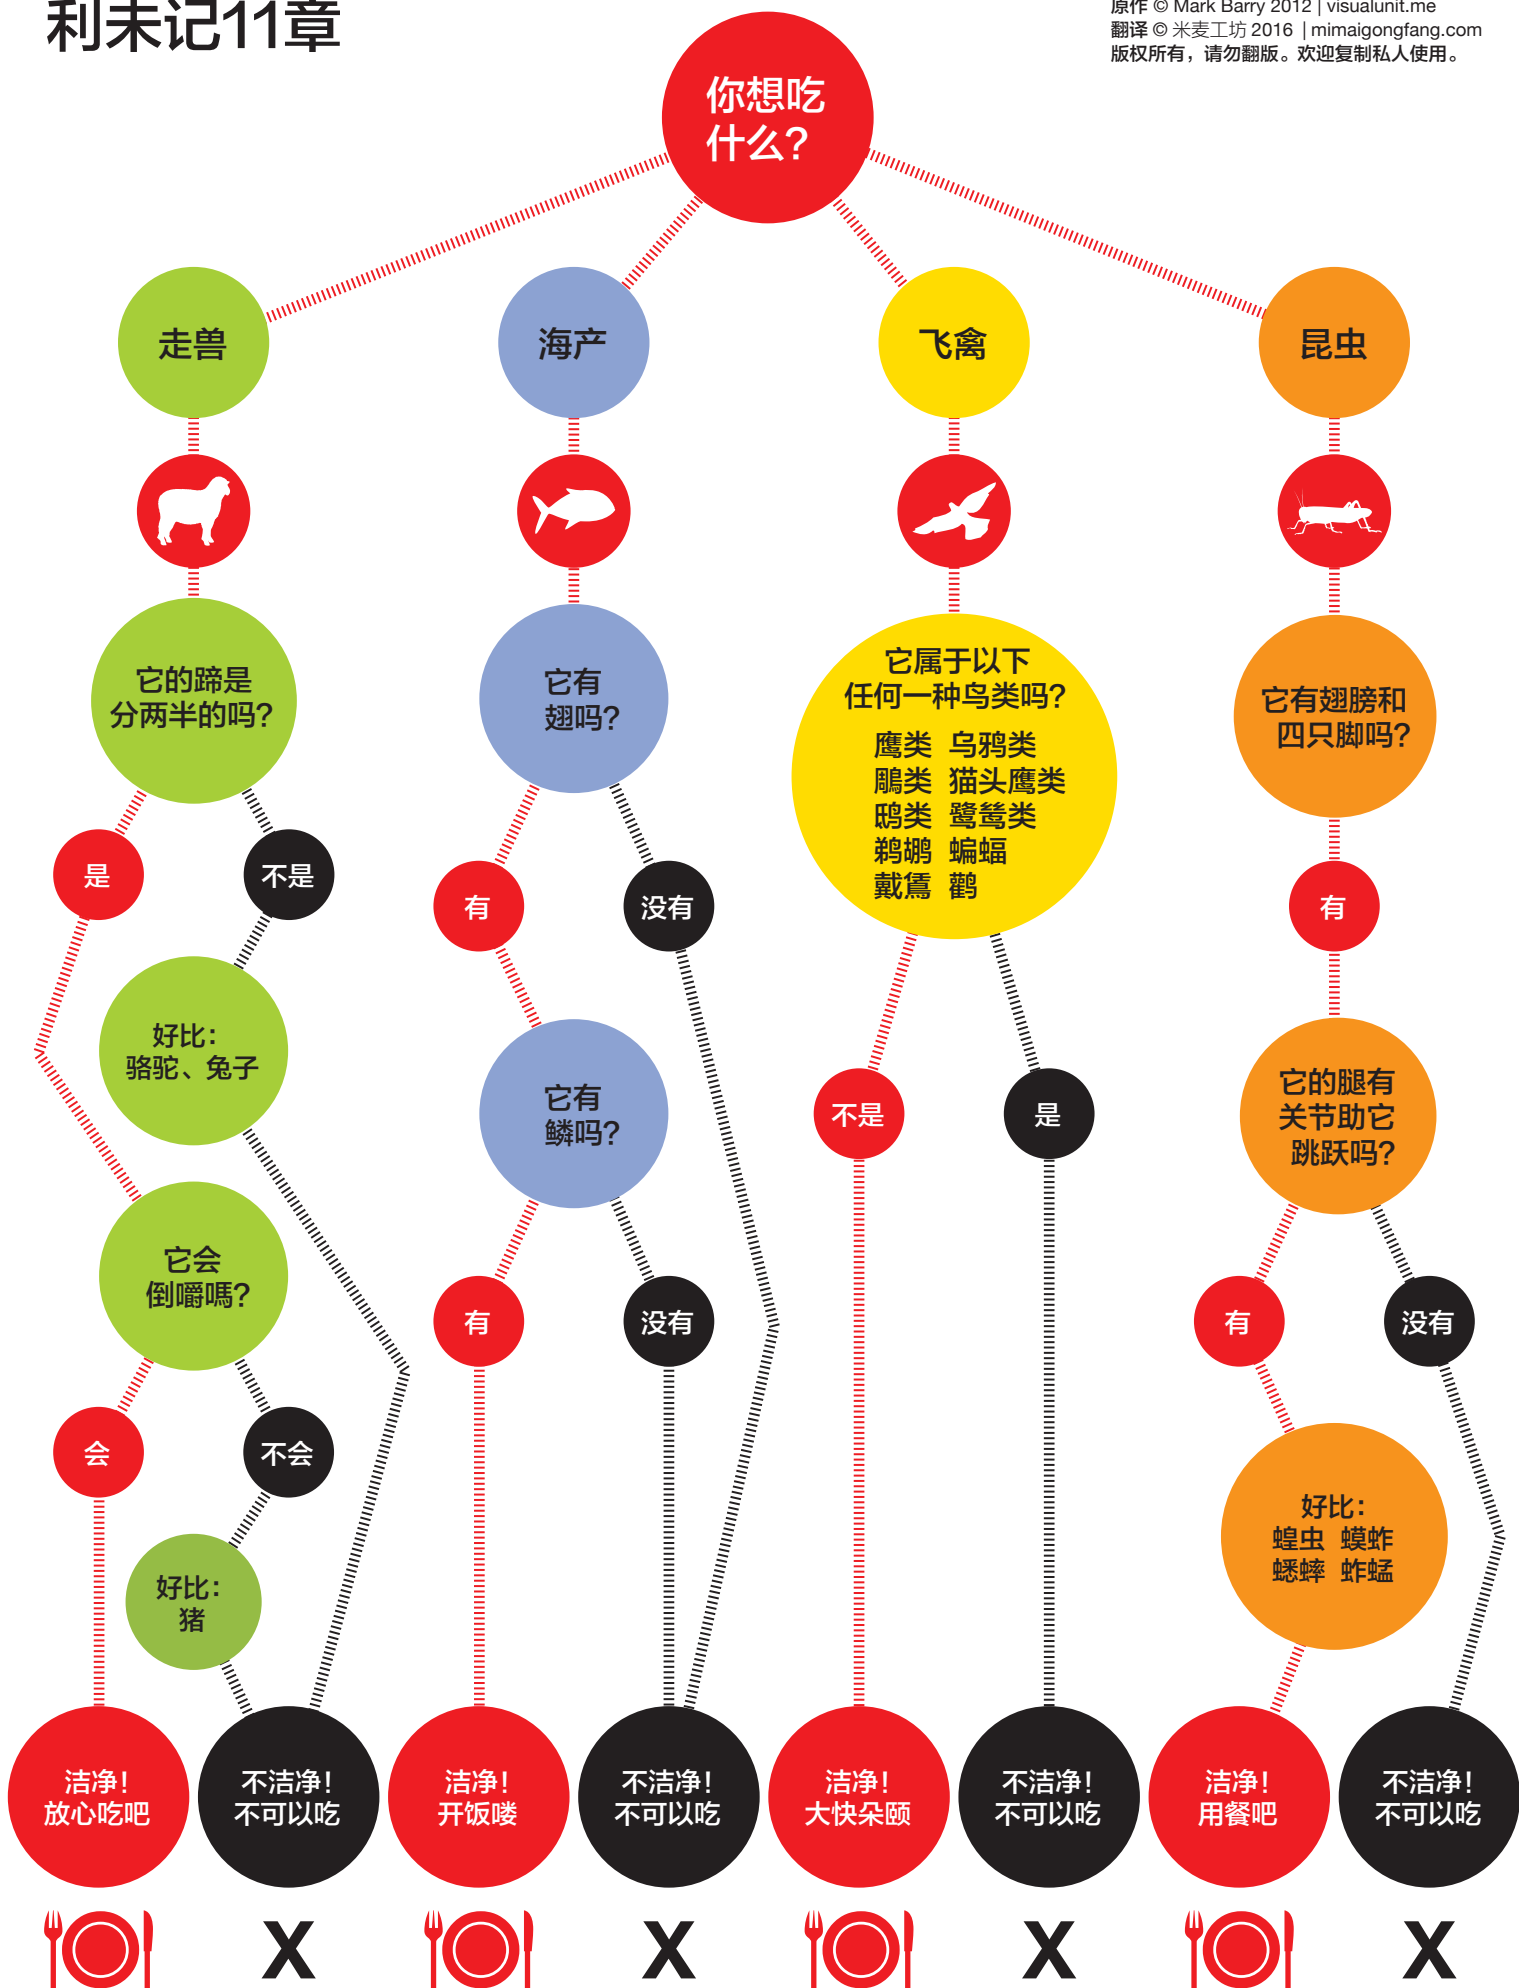 利未记11章
原作 © Mark Barry 2012 | visualunit.me
翻译 © 米麦工坊 2016 | mimaigongfang.com
版权所有，请勿翻版。欢迎复制私人使用。
你想吃
什么?
走兽
海产
飞禽
昆虫
它的蹄是
分两半的吗?
它有
翅吗?
它属于以下
任何一种鸟类吗?
鹰类 乌鸦类
鵰类 猫头鹰类
鸱类 鹭鸶类
鹈鹕 蝙蝠
戴鵀 鹳
它有翅膀和
四只脚吗?
是
不是
有
没有
有
好比：
骆驼、兔子
它有
鳞吗?
不是
是
它的腿有
关节助它
跳跃吗?
它会
倒嚼嗎?
有
没有
有
没有
会
不会
好比：
蝗虫 蟆蚱
蟋蟀 蚱蜢
好比：
猪
洁净！
放心吃吧
不洁净！
不可以吃
洁净！
开饭喽
不洁净！
不可以吃
洁净！
大快朵颐
不洁净！
不可以吃
洁净！
用餐吧
不洁净！
不可以吃
X
X
X
X